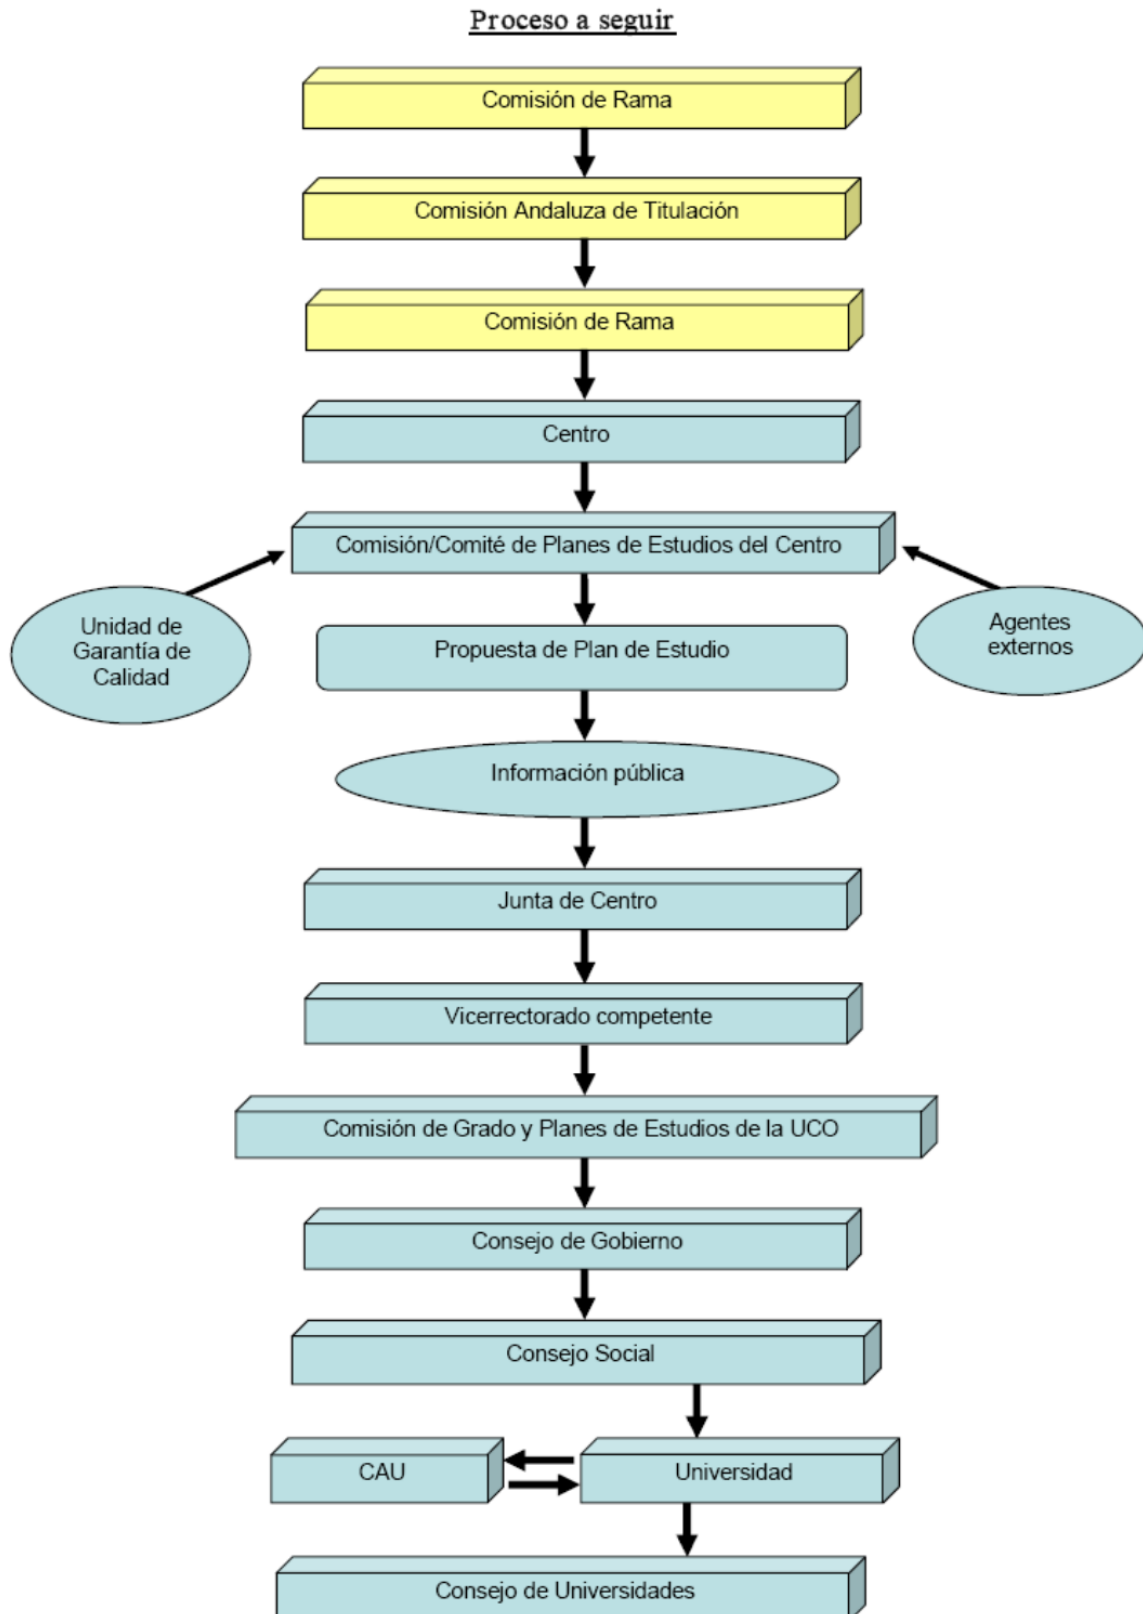 Proceso a seguir
Comisión de Rama
Comisión Andaluza de Titulación
Comisión de Rama
Centro
Comisión/Comité de Planes de Estudios del Centro
Unidad de
Garantía de
Calidad
Agentes
externos
Propuesta de Plan de Estudio
Información pública
Junta de Centro
Vicerrectorado competente
Comisión de Grado y Planes de Estudios de la UCO
Consejo de Gobierno
Consejo Social
CAU
Universidad
Consejo de Universidades